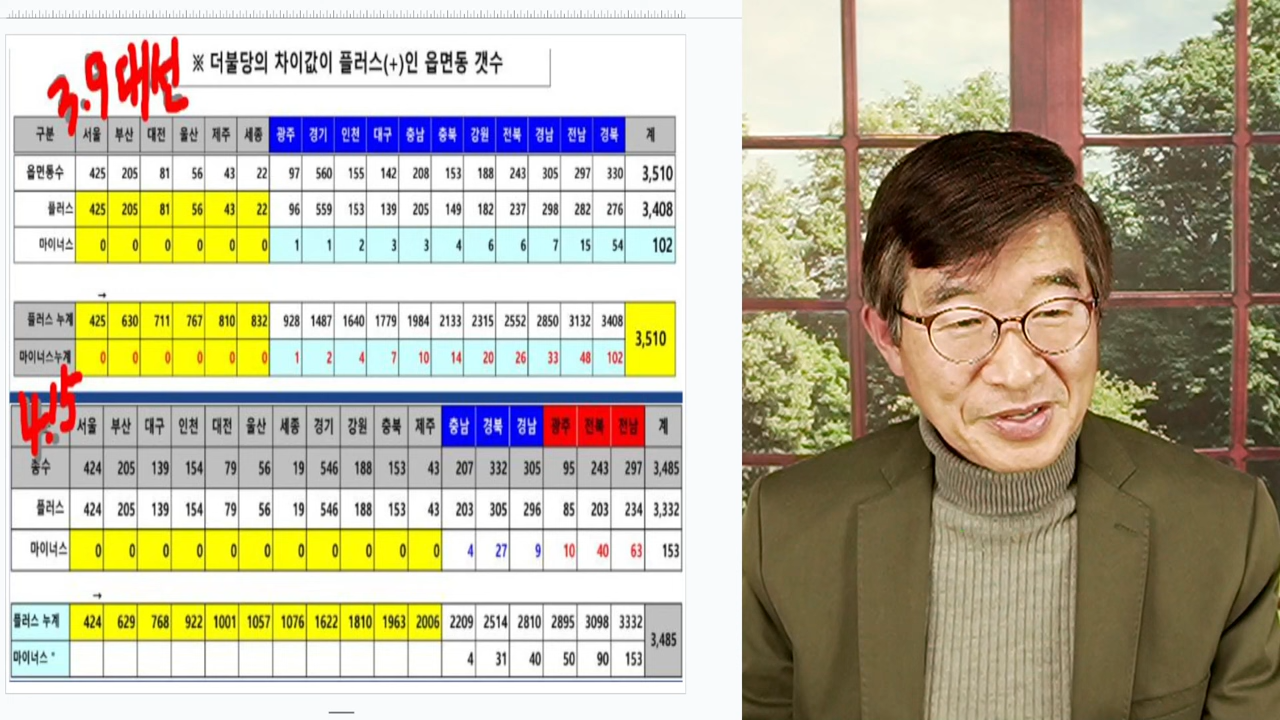 3.9 대선
※ 더불당의 차이값이 플러스(+)인 읍면동 갯수
구분 서울 부산 대전 울산 제주 세종 광주 경기 인천 대구 충남 충북 강원 전북 경남 전남 경북 계
읍면동수 425 205 81 56 43 22 97 560 155 142 208 153 188 243 305 297 330 3,510
플러스 425 205 81 56 43 22 96 559 153 139 205 149 182 237 298 282 276 3,408
마이너스 0 0 0 0 0 0 1 1 2 3 3 4 6 6 7 15 54 102
→
플러스 누계 425 630 711 767 810 832 928 1487 1640 1779 1984 2133 2315 2552 2850 3132 3408 3,510
마이너스누계 0 0 0 0 0 0 1 2 4 7 10 14 20 26 33 48 102
4.15
서울 부산 대구 인천 대전 울산 세종 경기 강원 충북 제주 충남 경북 경남 광주 전북 전남 계
총수 424 205 139 154 79 56 19 546 188 153 43 207 332 305 95 243 297 3,485
플러스 424 205 139 154 79 56 19 546 188 153 43 203 305 296 85 203 234 3,332
마이너스 0 0 0 0 0 0 0 0 0 0 0 4 27 9 10 40 63 153
→
플러스 누계 424 629 768 922 1001 1057 1076 1622 1810 1963 2006 2209 2514 2810 2895 3098 3332 3,485
마이너스 " 4 31 40 50 90 153